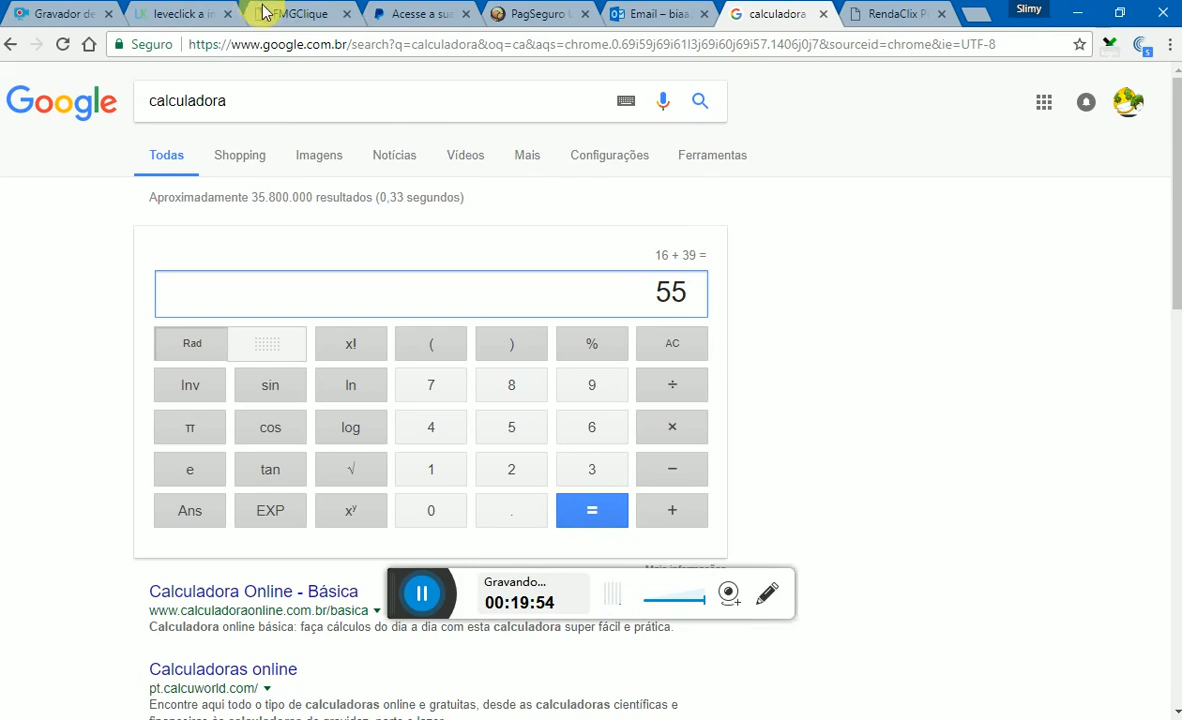 Gravador de
leveclick a in
FMGClique
Acesse a sua
PagSeguro U
Email – biaa
calculadora
RendaClix P
Slimy
Seguro
https://www.google.com.br/search?q=calculadora&oq=ca&aqs=chrome.0.69i59j69i61l3j69i60j69i57.1406j0j7&sourceid=chrome&ie=UTF-8
5
Google
calculadora
Todas Shopping Imagens Notícias Vídeos Mais Configurações Ferramentas
Aproximadamente 35.800.000 resultados (0,33 segundos)
16 + 39 =
55
Rad x! ( ) % AC
Inv sin ln 7 8 9 ÷
π cos log 4 5 6 ×
e tan √ 1 2 3 −
Ans EXP xʸ 0 . = +
Calculadora Online - Básica
www.calculadoraonline.com.br/basica
Calculadora online básica: faça cálculos do dia a dia com esta calculadora super fácil e prática.
Gravando...
00:19:54
Calculadoras online
pt.calcuworld.com/
Encontre aqui todo o tipo de calculadoras online e gratuitas, desde as calculadoras científicas e